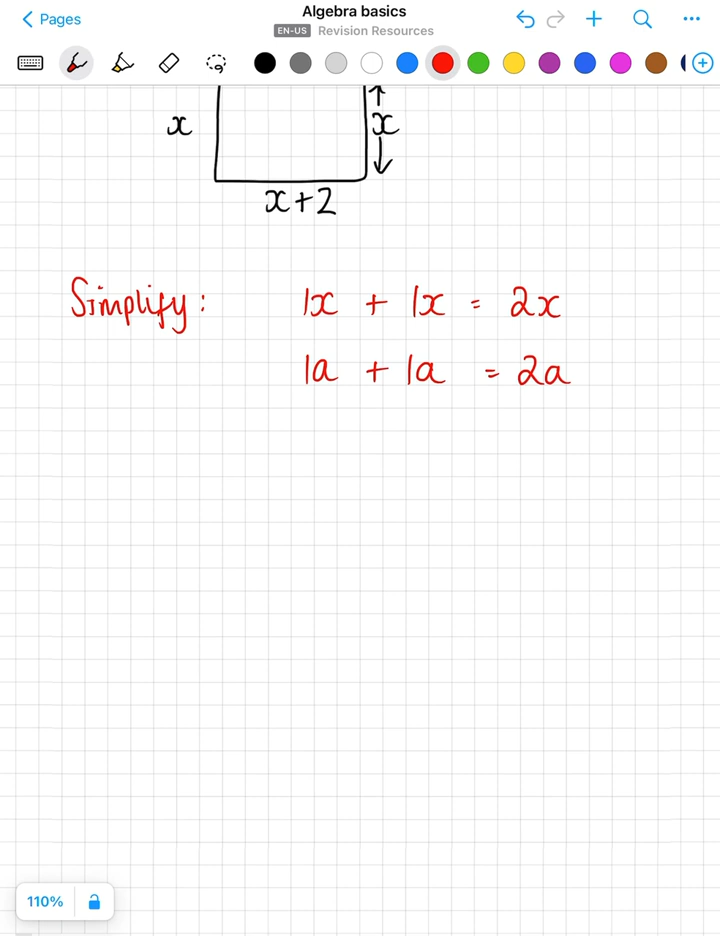 Pages
Algebra basics
EN-US Revision Resources
x
x
x+2
Simplify: 1x + 1x = 2x
1a + 1a = 2a
110%